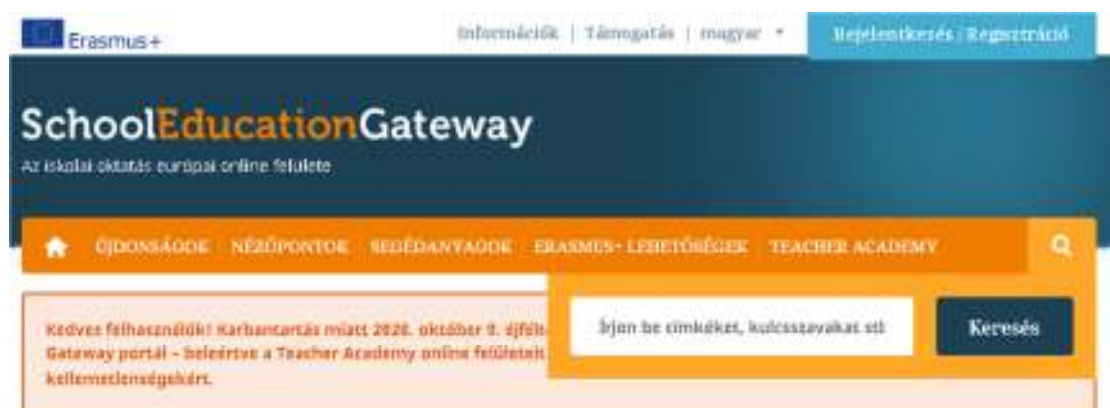 Erasmus+
Információk | Támogatás | magyar
Bejelentkezés | Regisztráció
SchoolEducationGateway
Az iskolai oktatás európai online felülete
ÚJDONSÁGOK NÉZŐPONTOK SEGÉDANYAGOK ERASMUS+ LEHETŐSÉGEK TEACHER ACADEMY
Írjon be címkéket, kulcsszavakat stb
Keresés
Kedves felhasználók! Karbantartás miatt 2020. október 9. éjfélt
Gateway portál – beleértve a Teacher Academy online felületeit
kellemetlenségekért.